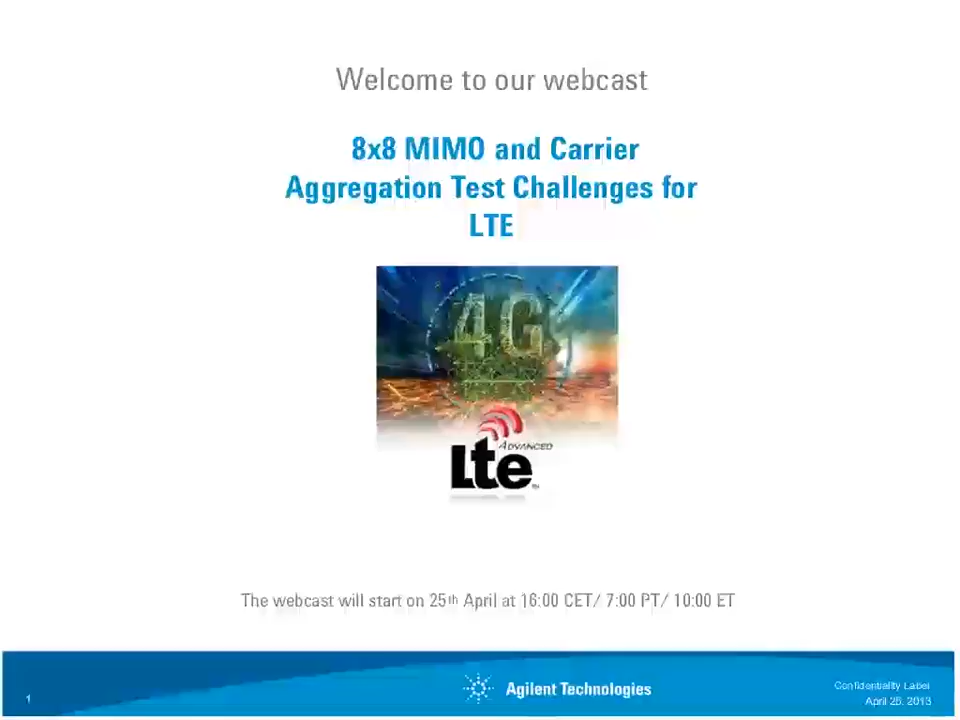 Welcome to our webcast
8x8 MIMO and Carrier
Aggregation Test Challenges for
LTE
4G
ADVANCED
Lte
The webcast will start on 25th April at 16:00 CET/ 7:00 PT/ 10:00 ET
Agilent Technologies
Confidentiality Label
April 26, 2013
1